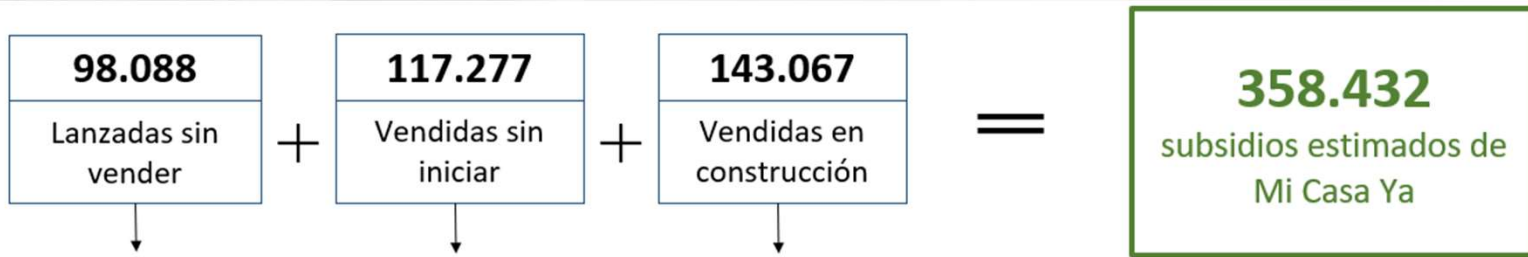 98.088
Lanzadas sin
vender
+
117.277
Vendidas sin
iniciar
+
143.067
Vendidas en
construcción
=
358.432
subsidios estimados de
Mi Casa Ya